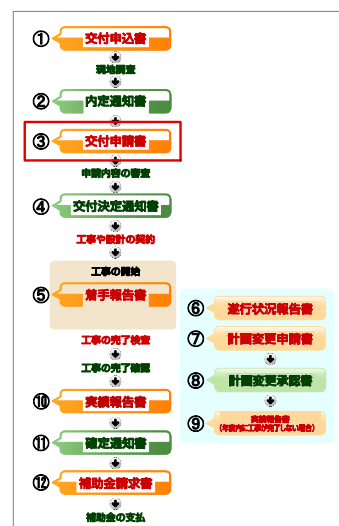 ① 交付申込書
現地調査
② 内定通知書
③ 交付申請書
申請内容の審査
④ 交付決定通知書
工事や設計の契約
工事の開始
⑤ 着手報告書
工事の完了検査
工事の完了確認
⑩ 実績報告書
⑪ 確定通知書
⑫ 補助金請求書
補助金の支払
⑥ 遂行状況報告書
⑦ 計画変更申請書
⑧ 計画変更承認書
⑨ 実績報告書
(年度内に工事が完了しない場合)